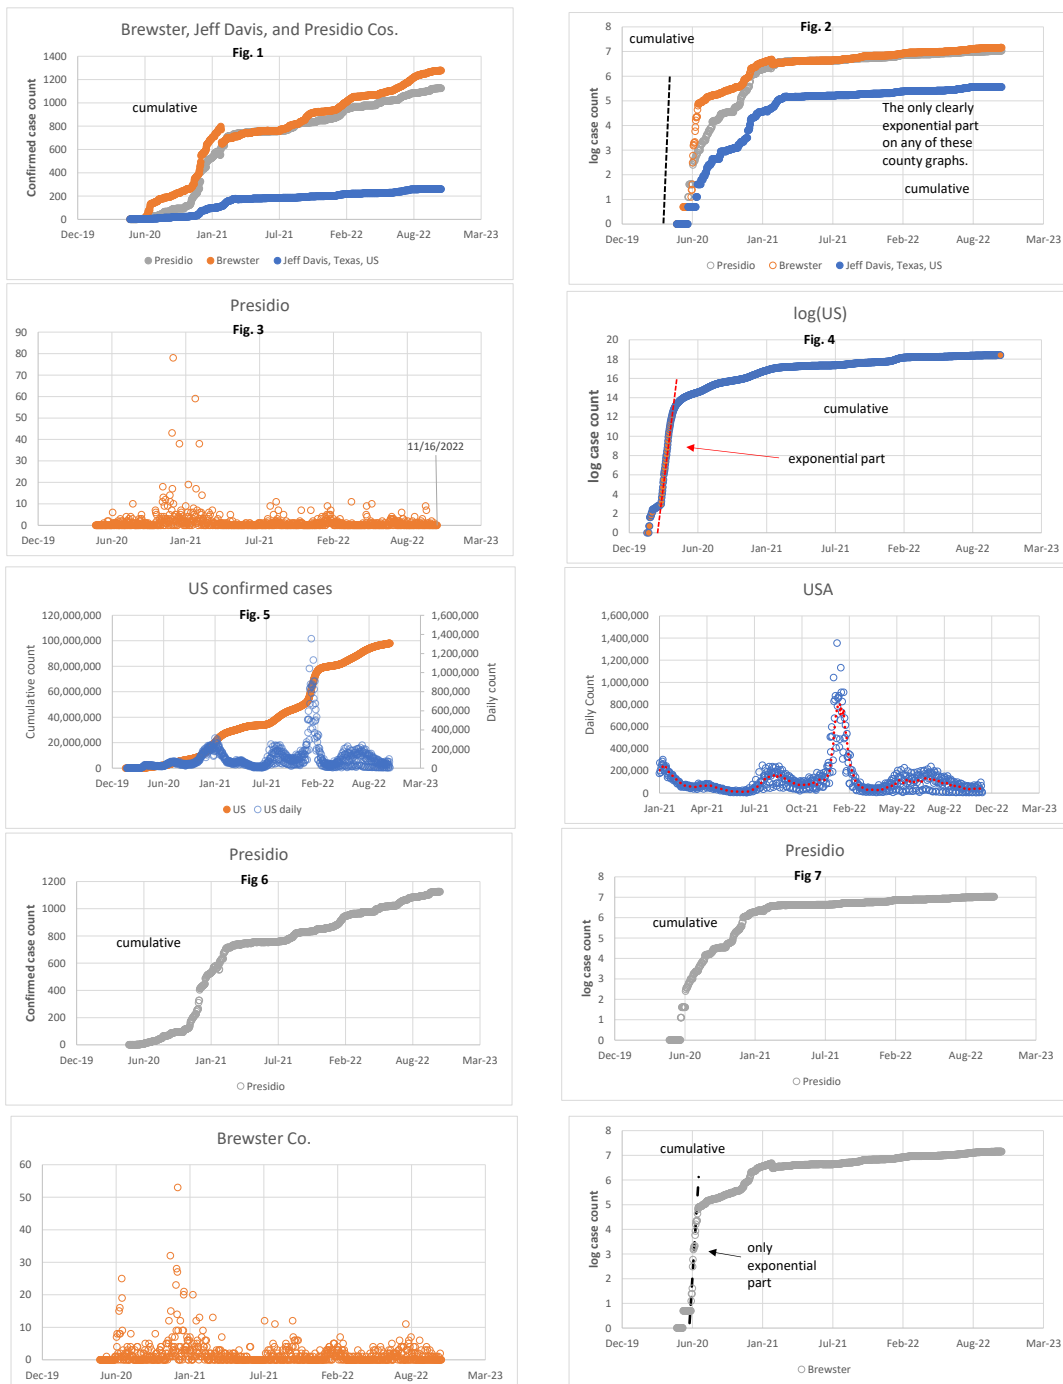 Brewster, Jeff Davis, and Presidio Cos.
Fig. 1
cumulative
Confirmed case count
1400
1200
1000
800
600
400
200
0
Dec-19 Jun-20 Jan-21 Jul-21 Feb-22 Aug-22 Mar-23
Presidio Brewster Jeff Davis, Texas, US
Fig. 2
cumulative
log case count
8
7
6
5
4
3
2
1
0
The only clearly
exponential part
on any of these
county graphs.
cumulative
Dec-19 Jun-20 Jan-21 Jul-21 Feb-22 Aug-22 Mar-23
Presidio Brewster Jeff Davis, Texas, US
Presidio
Fig. 3
90
80
70
60
50
40
30
20
10
0
11/16/2022
Dec-19 Jun-20 Jan-21 Jul-21 Feb-22 Aug-22 Mar-23
log(US)
Fig. 4
log case count
20
18
16
14
12
10
8
6
4
2
0
cumulative
exponential part
Dec-19 Jun-20 Jan-21 Jul-21 Feb-22 Aug-22 Mar-23
US confirmed cases
Fig. 5
Cumulative count
120,000,000
100,000,000
80,000,000
60,000,000
40,000,000
20,000,000
0
1,600,000
1,400,000
1,200,000
1,000,000
800,000
600,000
400,000
200,000
0
Daily count
Dec-19 Jun-20 Jan-21 Jul-21 Feb-22 Aug-22 Mar-23
US US daily
USA
Daily Count
1,600,000
1,400,000
1,200,000
1,000,000
800,000
600,000
400,000
200,000
0
Jan-21 Apr-21 Jul-21 Oct-21 Feb-22 May-22 Aug-22 Dec-22 Mar-23
Presidio
Fig 6
cumulative
Confirmed case count
1200
1000
800
600
400
200
0
Dec-19 Jun-20 Jan-21 Jul-21 Feb-22 Aug-22 Mar-23
Presidio
Presidio
Fig 7
cumulative
log case count
8
7
6
5
4
3
2
1
0
Dec-19 Jun-20 Jan-21 Jul-21 Feb-22 Aug-22 Mar-23
Presidio
Brewster Co.
60
50
40
30
20
10
0
Dec-19 Jun-20 Jan-21 Jul-21 Feb-22 Aug-22 Mar-23
cumulative
log case count
8
7
6
5
4
3
2
1
0
only
exponential
part
Dec-19 Jun-20 Jan-21 Jul-21 Feb-22 Aug-22 Mar-23
Brewster